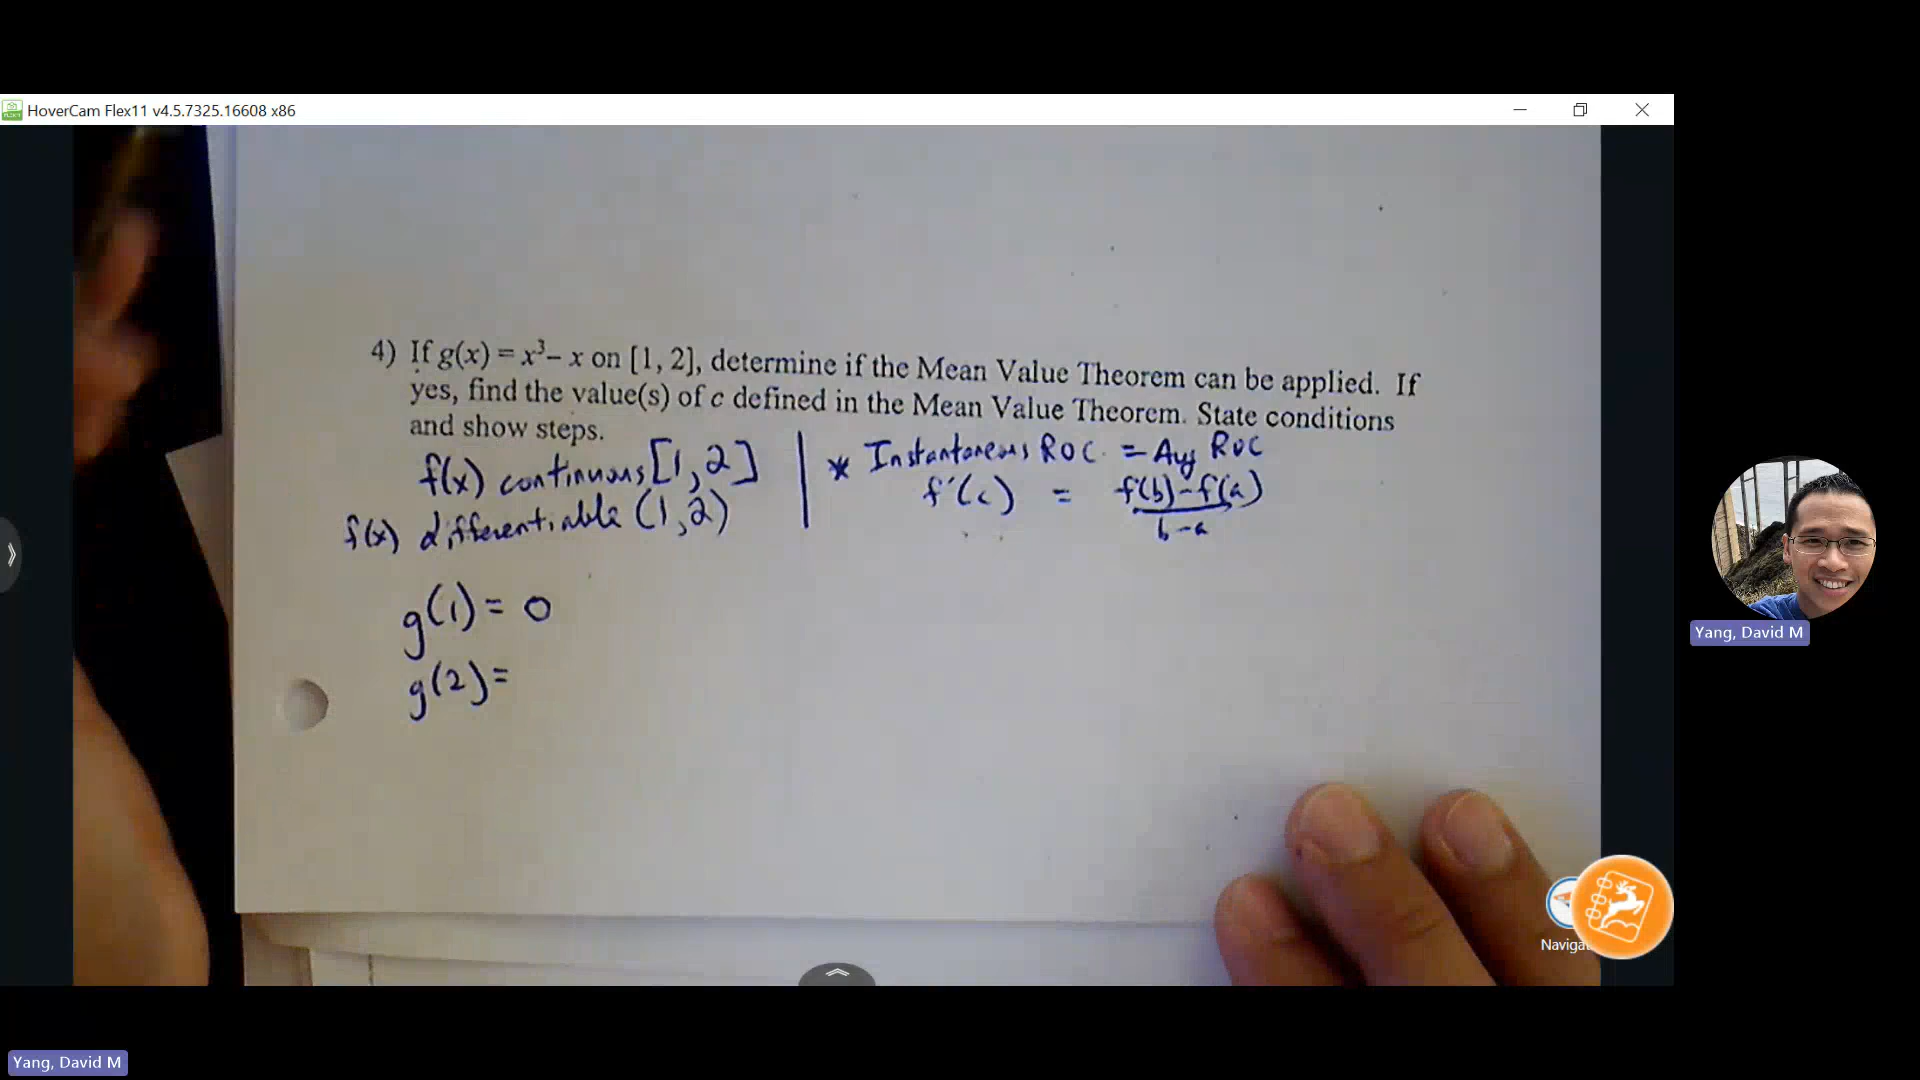 HoverCam Flex11 v4.5.7325.16608 x86
4) If g(x) = x³– x on [1, 2], determine if the Mean Value Theorem can be applied. If
yes, find the value(s) of c defined in the Mean Value Theorem. State conditions
and show steps.
f(x) continuous [1,2]
f(x) differentiable (1,2)
* Instantaneous ROC = Avg ROC
f'(c) = f(b)-f(a)
b-a
g(1) = 0
g(2) =
Navigat
Yang, David M
Yang, David M